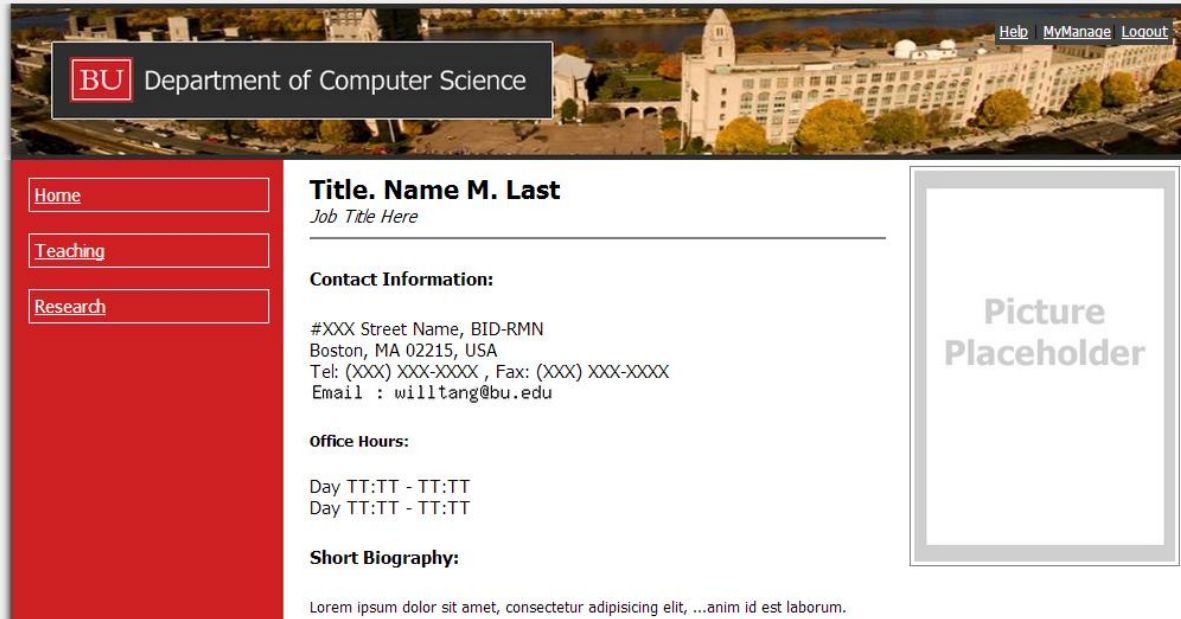 Help | MyManage | Logout
BU Department of Computer Science
Home
Teaching
Research
Title. Name M. Last
Job Title Here
Contact Information:
#XXX Street Name, BID-RMN
Boston, MA 02215, USA
Tel: (XXX) XXX-XXXX , Fax: (XXX) XXX-XXXX
Email : willtang@bu.edu
Office Hours:
Day TT:TT - TT:TT
Day TT:TT - TT:TT
Short Biography:
Lorem ipsum dolor sit amet, consectetur adipisicing elit, ...anim id est laborum.
Picture
Placeholder